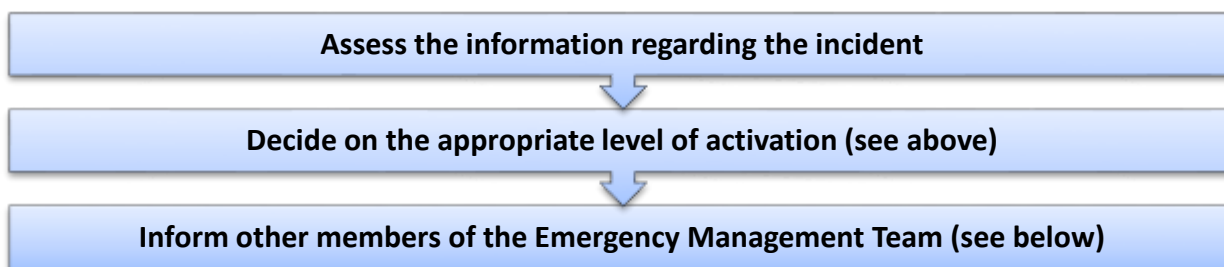 Assess the information regarding the incident
Decide on the appropriate level of activation (see above)
Inform other members of the Emergency Management Team (see below)